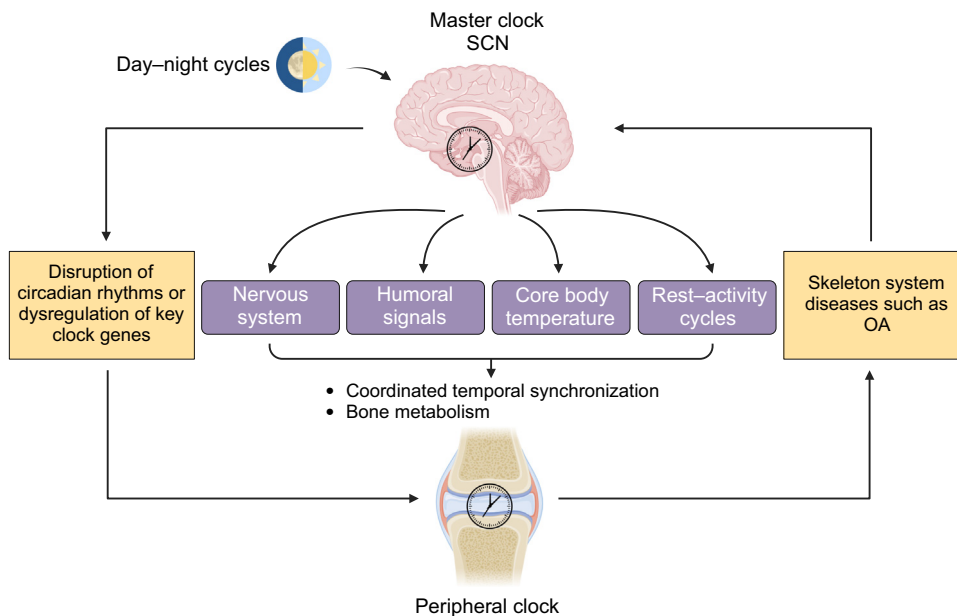 Master clock
SCN
Day–night cycles
Disruption of
circadian rhythms or
dysregulation of key
clock genes
Nervous
system
Humoral
signals
Core body
temperature
Rest–activity
cycles
Skeleton system
diseases such as
OA
• Coordinated temporal synchronization
• Bone metabolism
Peripheral clock